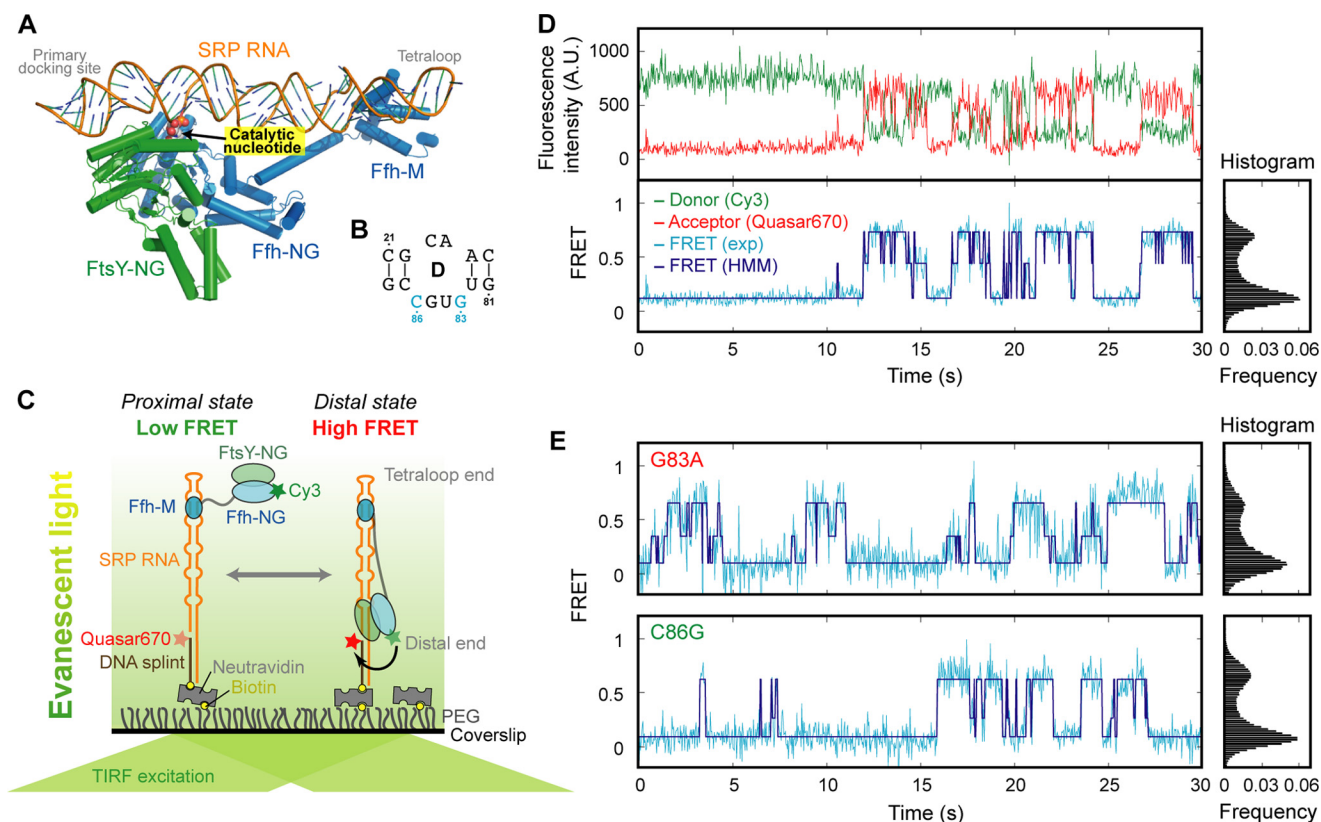 A
SRP RNA
Primary
docking site
Tetraloop
Catalytic
nucleotide
Ffh-M
Ffh-NG
FtsY-NG
B
21
C A
C G A C
D
G C U G
C G U G
81
86 83
C
Proximal state
Low FRET
Distal state
High FRET
FtsY-NG
Tetraloop end
Cy3
Ffh-M
Ffh-NG
SRP RNA
Quasar670
DNA splint
Distal end
Neutravidin
Biotin
PEG
Coverslip
TIRF excitation
Evanescent light
D
Fluorescence
intensity (A.U.)
1000
500
0
Histogram
FRET
1
0.5
0
Donor (Cy3)
Acceptor (Quasar670)
FRET (exp)
FRET (HMM)
0 5 10 15 20 25 30
Time (s)
0 0.03 0.06
Frequency
E
Histogram
FRET
G83A
1
0.5
0
C86G
1
0.5
0
0 5 10 15 20 25 30
Time (s)
0 0.03 0.06
Frequency